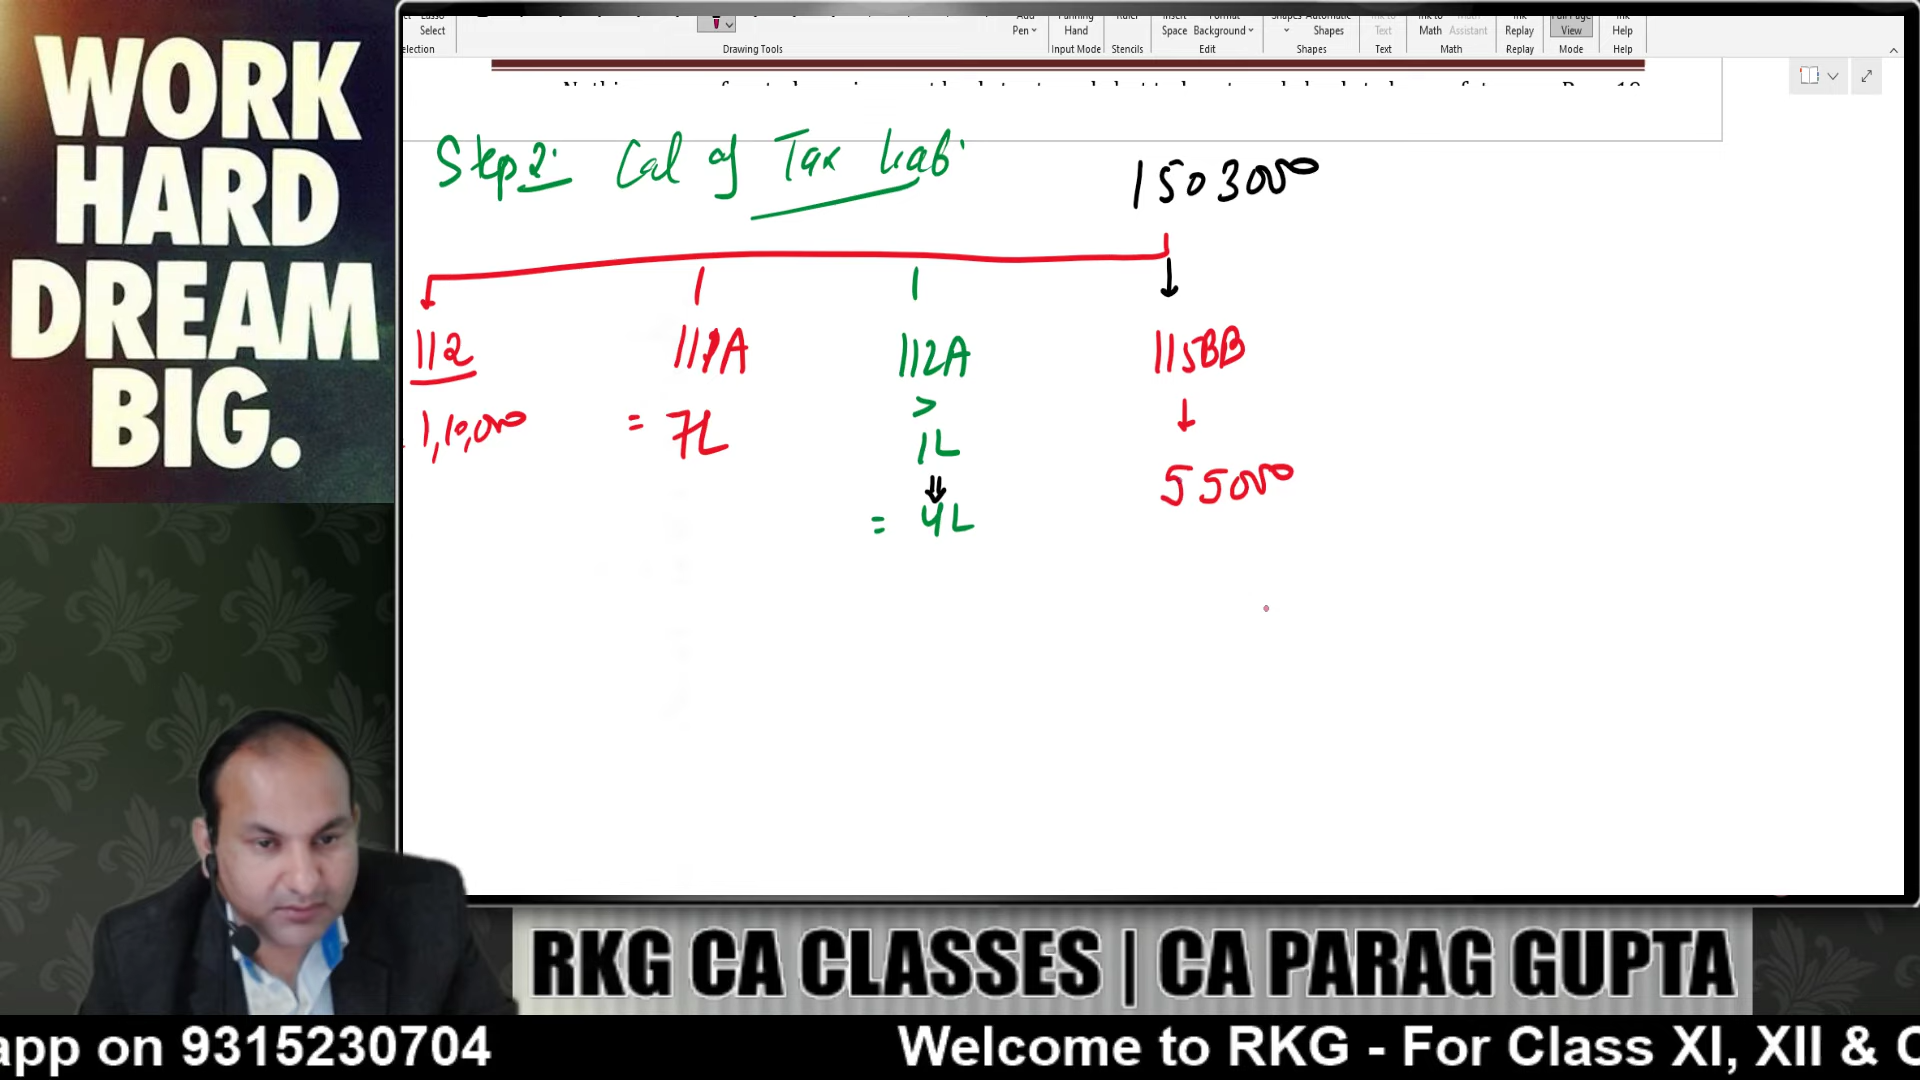 WORK
HARD
DREAM
BIG.
Select
Drawing Tools
Pen
Hand
Input Mode
Stencils
Space Background
Edit
Shapes
Shapes
Text
Text
Math Assistant
Math
Replay
Replay
View
Mode
Help
Help
Step 2: Cal of Tax Liab.
1503000
112
111A
112A
115BB
1,10,000
= 7L
>
1L
= 4L
55000
RKG CA CLASSES | CA PARAG GUPTA
app on 9315230704
Welcome to RKG - For Class XI, XII & C